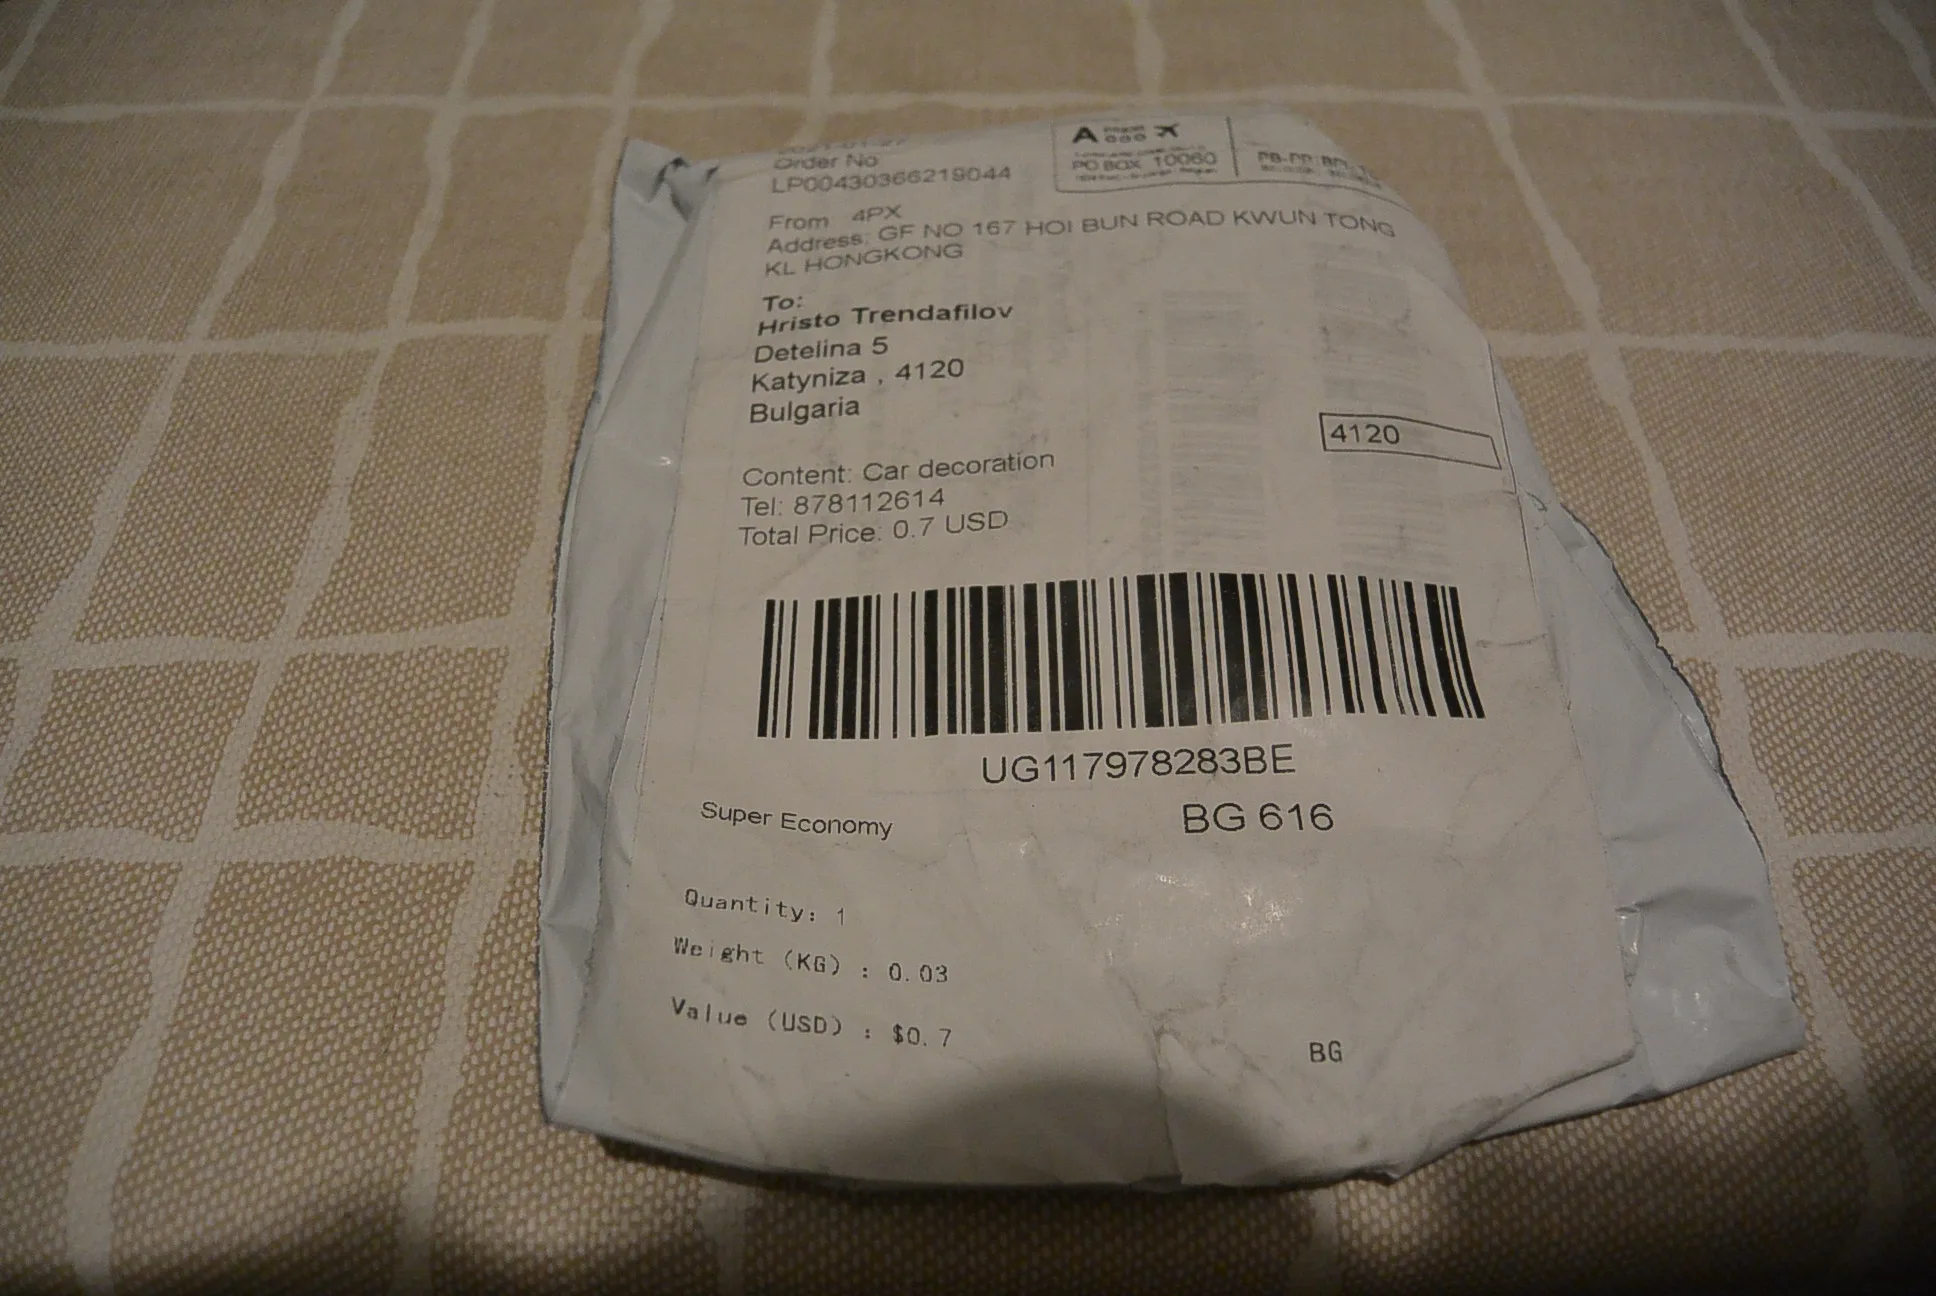 Order No
LP00430366219044
A
PO BOX 10060
From 4PX
Address: GF NO 167 HOI BUN ROAD KWUN TONG
KL HONGKONG
To:
Hristo Trendafilov
Detelina 5
Katyniza , 4120
Bulgaria
4120
Content: Car decoration
Tel: 878112614
Total Price: 0.7 USD
UG117978283BE
Super Economy
BG 616
Quantity: 1
Weight (KG) : 0.03
Value (USD) : $0.7
BG